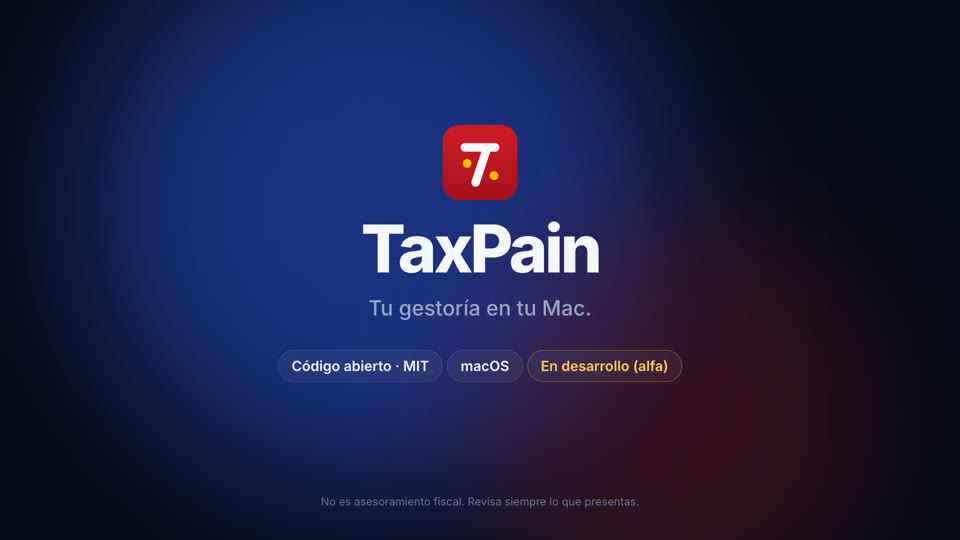 TaxPain
Tu gestoría en tu Mac.
Código abierto · MIT
macOS
En desarrollo (alfa)
No es asesoramiento fiscal. Revisa siempre lo que presentas.